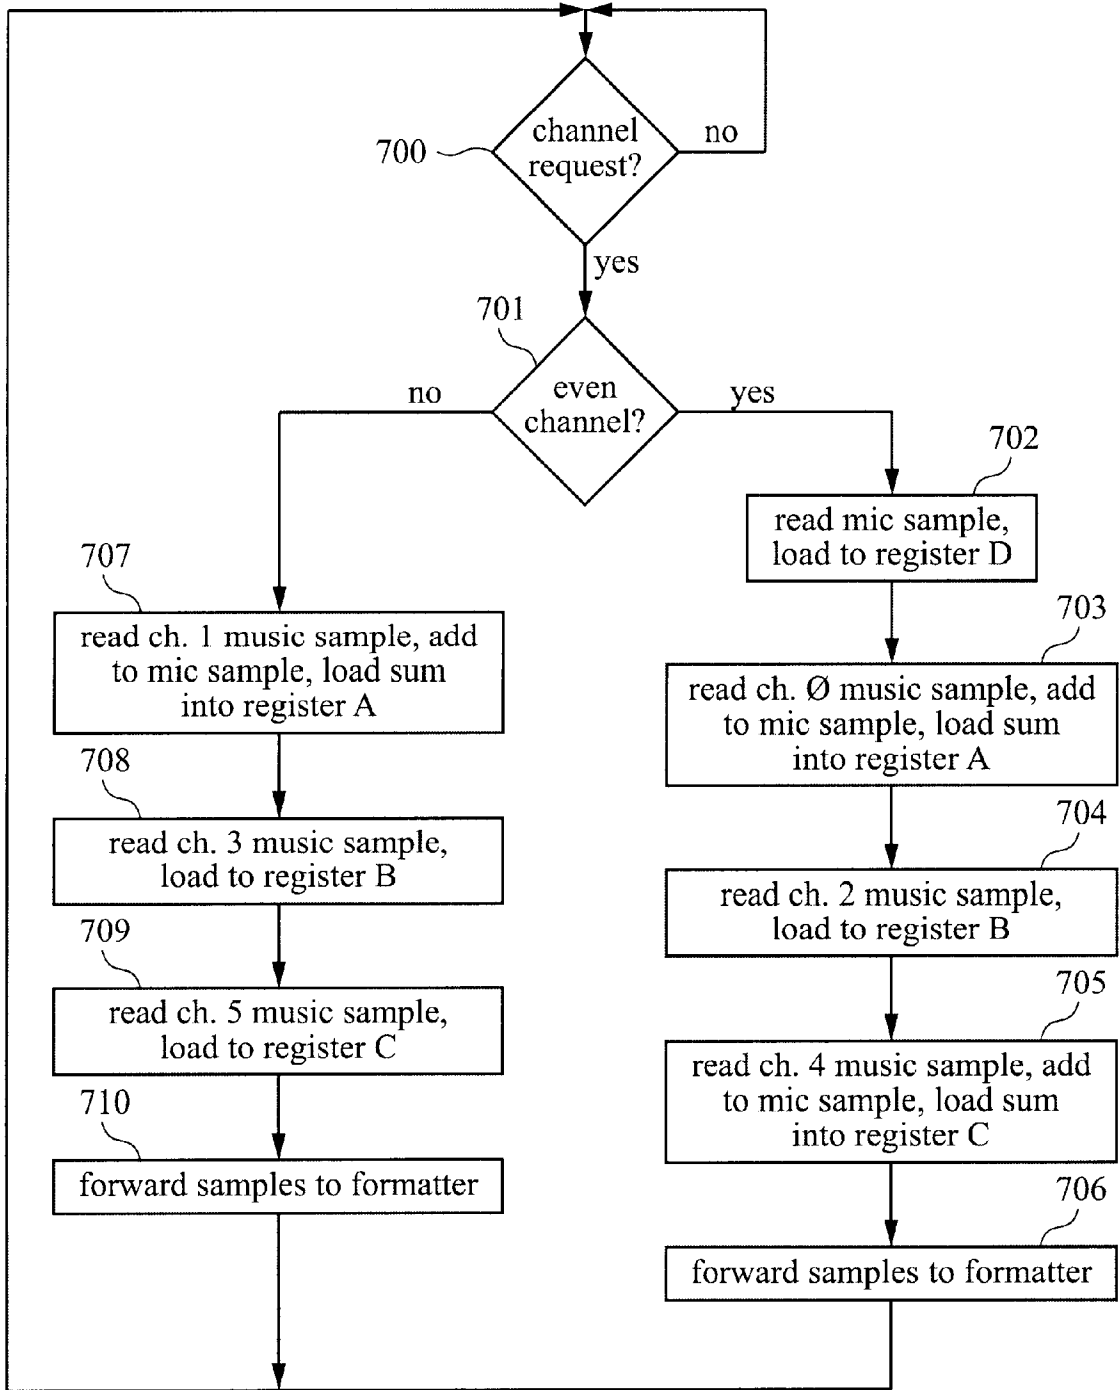 channel
request?
700
no
yes
701
even
channel?
no
yes
702
read mic sample,
load to register D
707
read ch. 1 music sample, add
to mic sample, load sum
into register A
703
read ch. Ø music sample, add
to mic sample, load sum
into register A
708
read ch. 3 music sample,
load to register B
704
read ch. 2 music sample,
load to register B
709
read ch. 5 music sample,
load to register C
705
read ch. 4 music sample, add
to mic sample, load sum
into register C
710
forward samples to formatter
706
forward samples to formatter